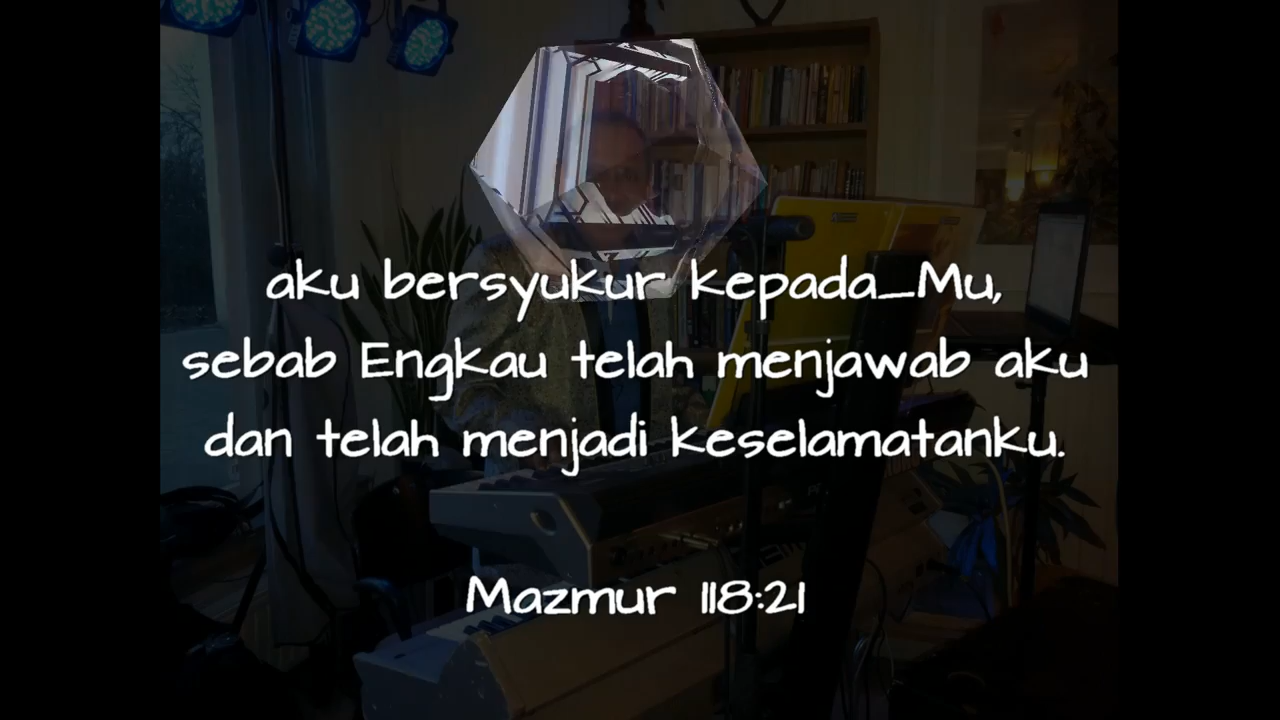 aku bersyukur kepada_Mu,
sebab Engkau telah menjawab aku
dan telah menjadi keselamatanku.
Mazmur 118:21